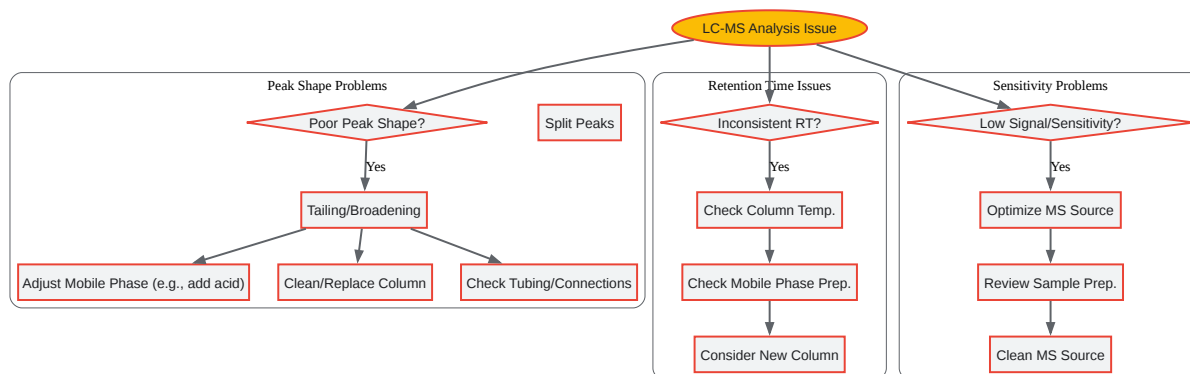 LC-MS Analysis Issue
Peak Shape Problems
Retention Time Issues
Sensitivity Problems
Poor Peak Shape?
Split Peaks
Inconsistent RT?
Low Signal/Sensitivity?
Yes
Yes
Yes
Tailing/Broadening
Check Column Temp.
Optimize MS Source
Adjust Mobile Phase (e.g., add acid)
Clean/Replace Column
Check Tubing/Connections
Check Mobile Phase Prep.
Review Sample Prep.
Consider New Column
Clean MS Source